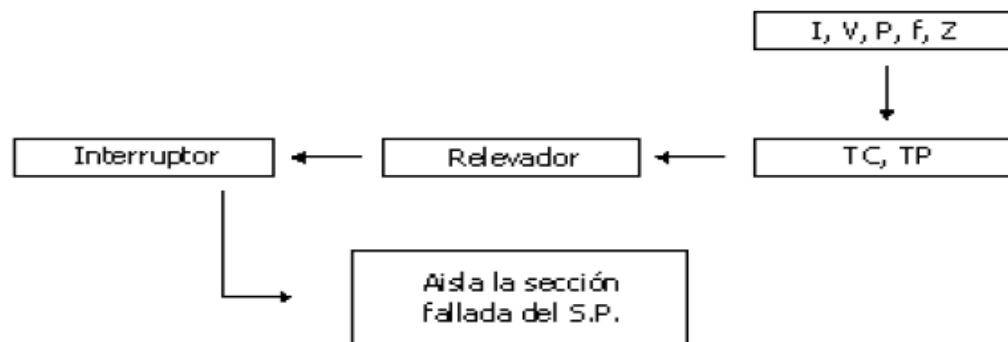 I, V, P, f, Z
Interruptor
Relevador
TC, TP
Aisla la sección
fallada del S.P.